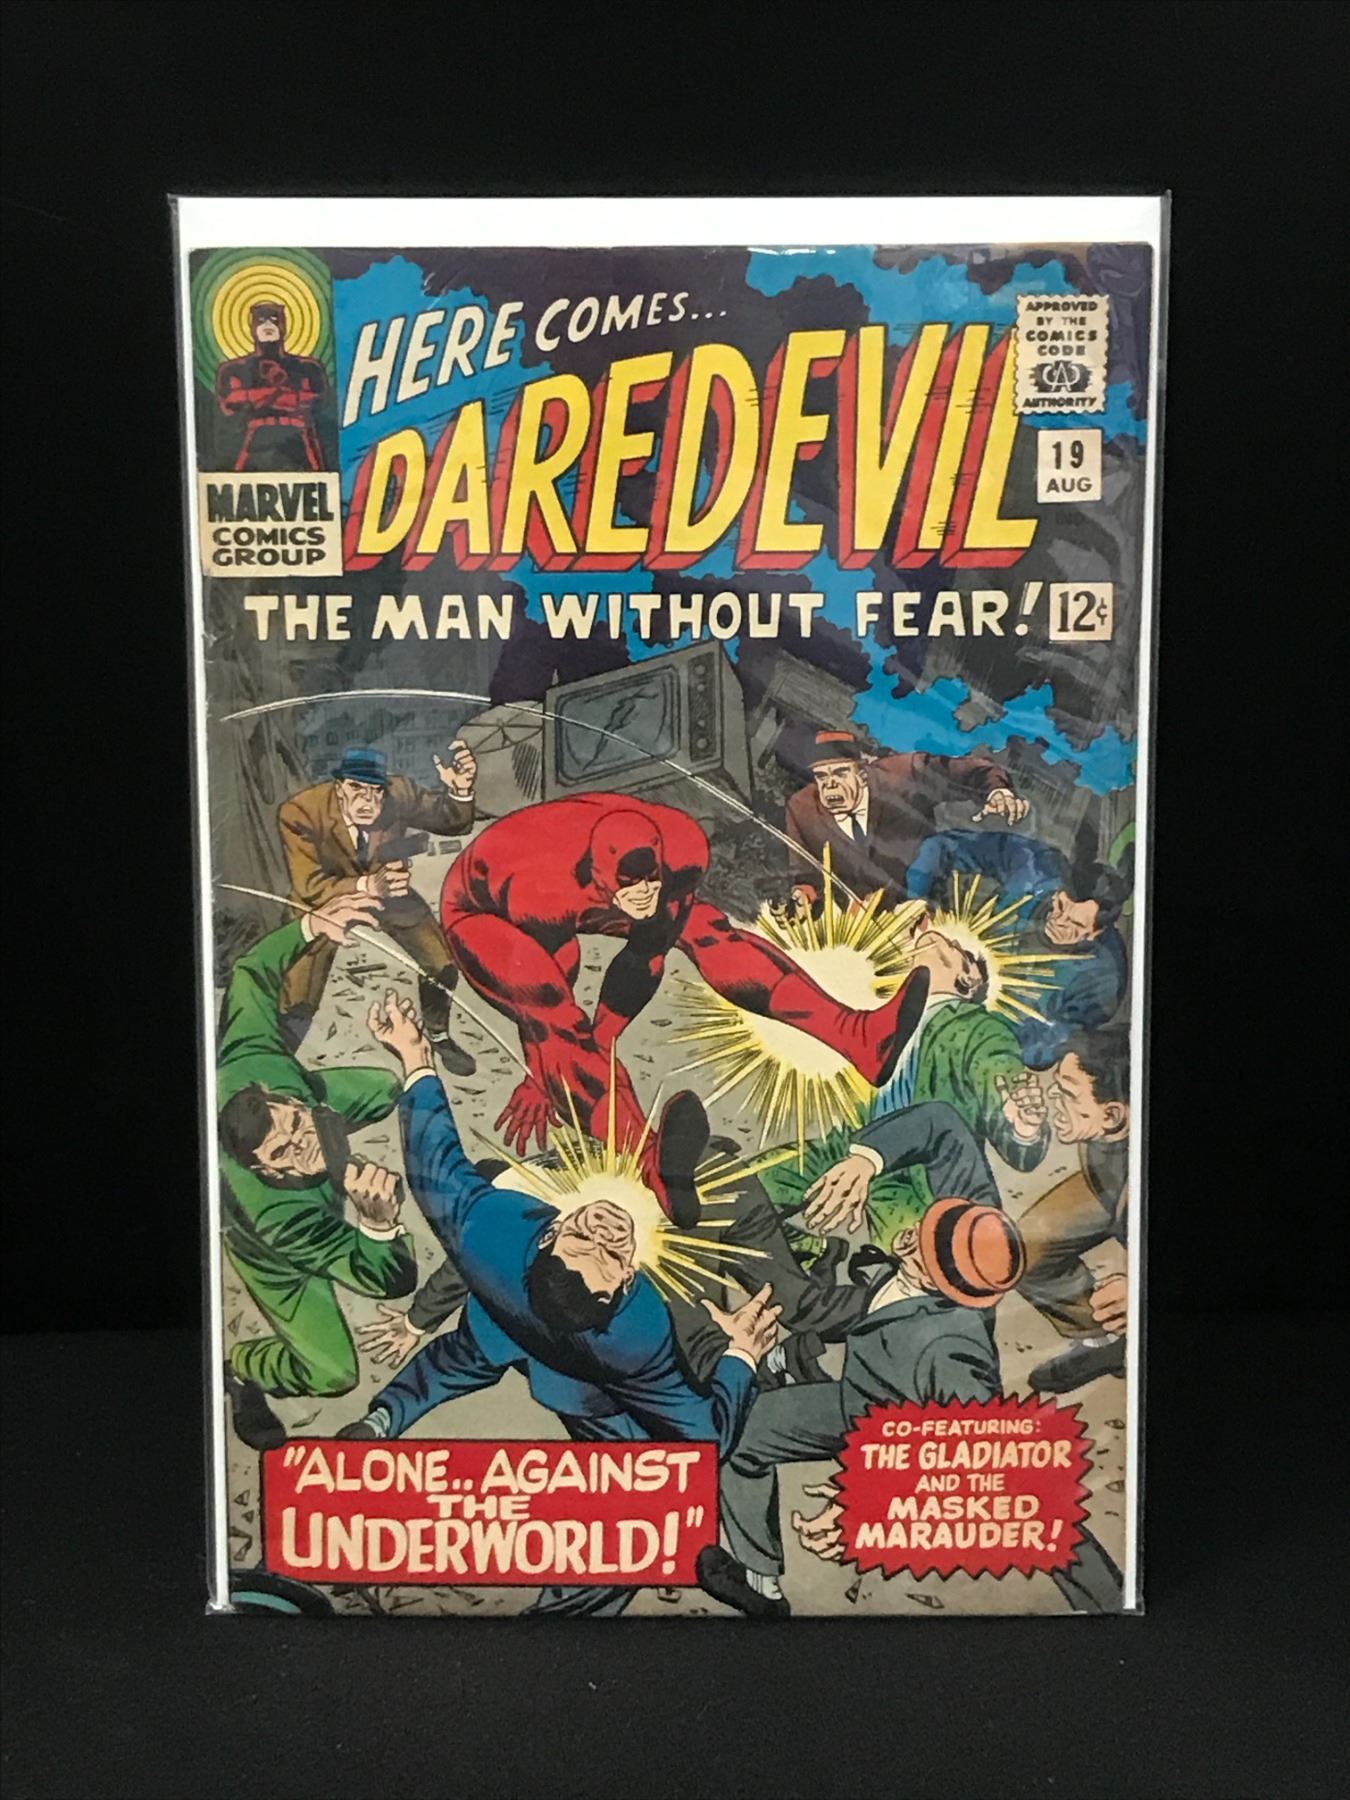 HERE COMES...
DAREDEVIL
THE MAN WITHOUT FEAR!
MARVEL
COMICS
GROUP
APPROVED
BY THE
COMICS
CODE
CA
AUTHORITY
19
AUG
12¢
"ALONE.. AGAINST
THE
UNDERWORLD!"
CO-FEATURING:
THE GLADIATOR
AND THE
MASKED
MARAUDER!